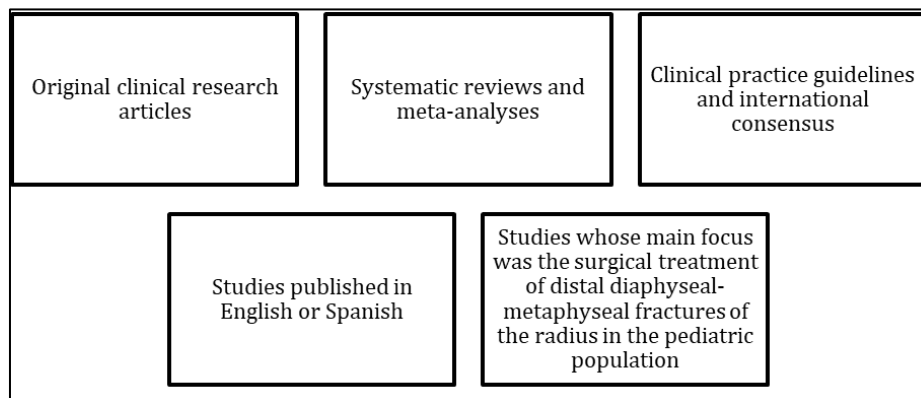 Original clinical research
articles
Systematic reviews and
meta-analyses
Clinical practice guidelines
and international
consensus
Studies published in
English or Spanish
Studies whose main focus
was the surgical treatment
of distal diaphyseal-
metaphyseal fractures of
the radius in the pediatric
population